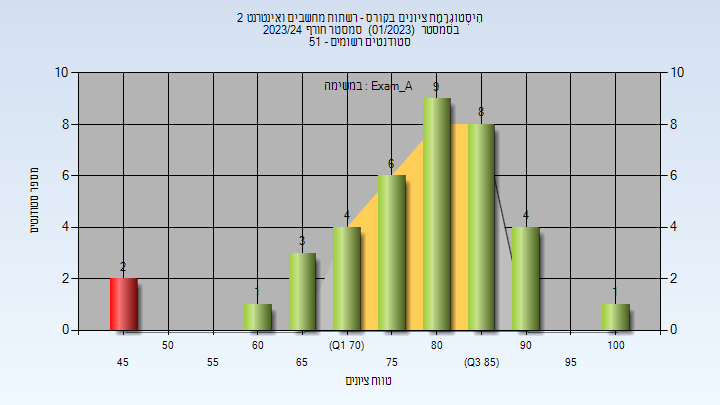 היסטוגרמת ציונים בקורס - רשתות מחשבים ואינטרנט 2
בסמסטר (01/2023) סמסטר חורף 2023/24
סטודנטים רשומים - 51
במשימה : Exam_A
מספר סטודנטים
10 10
8 8
6 6
4 4
2 2
0 0
2 1 3 4 6 9 8 4 1
50 60 (Q1 70) 80 90 100
45 55 65 75 (Q3 85) 95
טווח ציונים